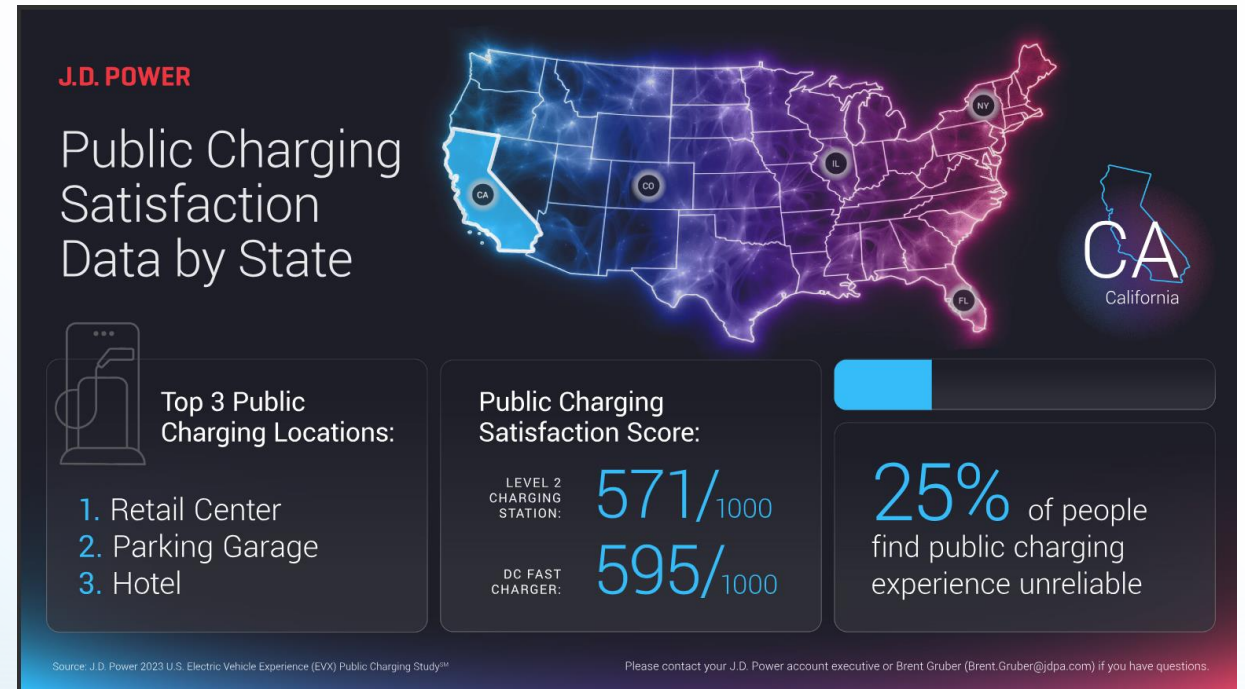 J.D. POWER
Public Charging
Satisfaction
Data by State
CA
CO
IL
NY
FL
CA
California
Top 3 Public
Charging Locations:
1. Retail Center
2. Parking Garage
3. Hotel
Public Charging
Satisfaction Score:
LEVEL 2
CHARGING
STATION:
571/1000
DC FAST
CHARGER:
595/1000
25% of people
find public charging
experience unreliable
Source: J.D. Power 2023 U.S. Electric Vehicle Experience (EVX) Public Charging Study℠
Please contact your J.D. Power account executive or Brent Gruber (Brent.Gruber@jdpa.com) if you have questions.